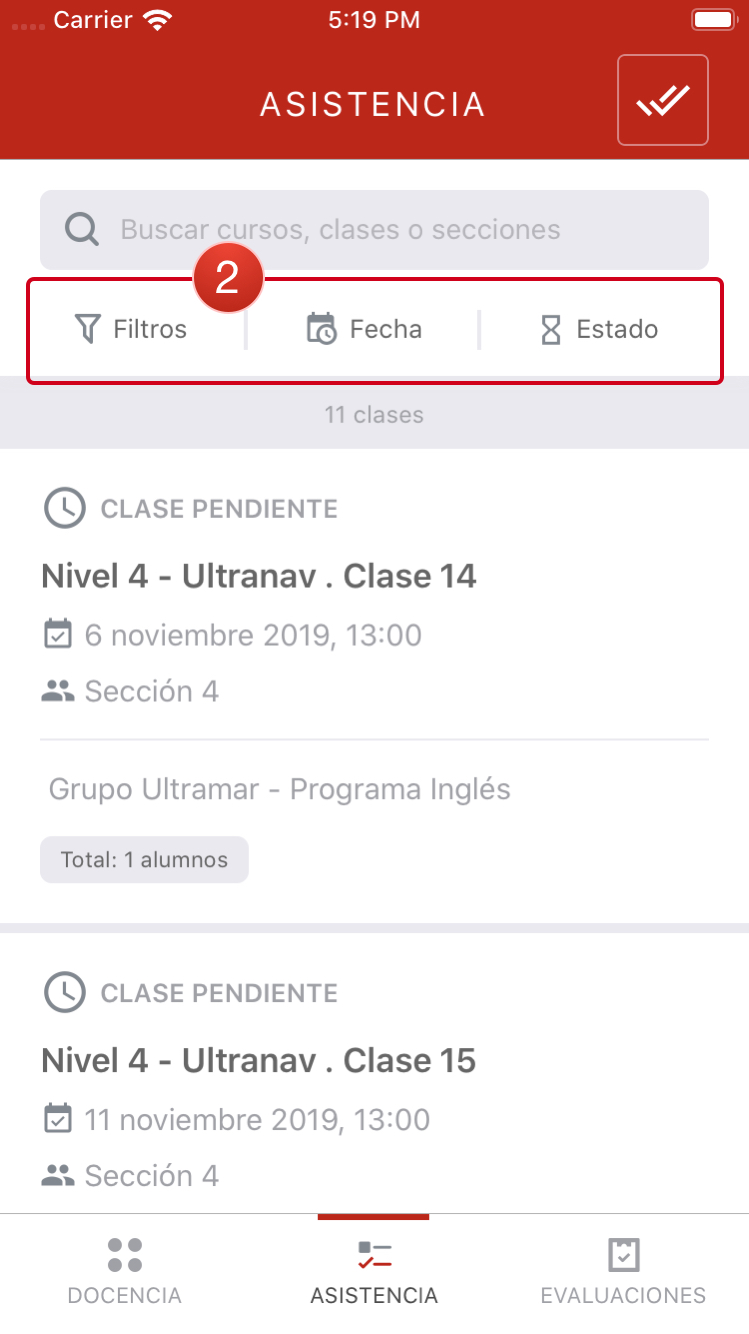 Carrier 5:19 PM
ASISTENCIA
Buscar cursos, clases o secciones
2
Filtros Fecha Estado
11 clases
CLASE PENDIENTE
Nivel 4 - Ultranav . Clase 14
6 noviembre 2019, 13:00
Sección 4
Grupo Ultramar - Programa Inglés
Total: 1 alumnos
CLASE PENDIENTE
Nivel 4 - Ultranav . Clase 15
11 noviembre 2019, 13:00
Sección 4
DOCENCIA ASISTENCIA EVALUACIONES